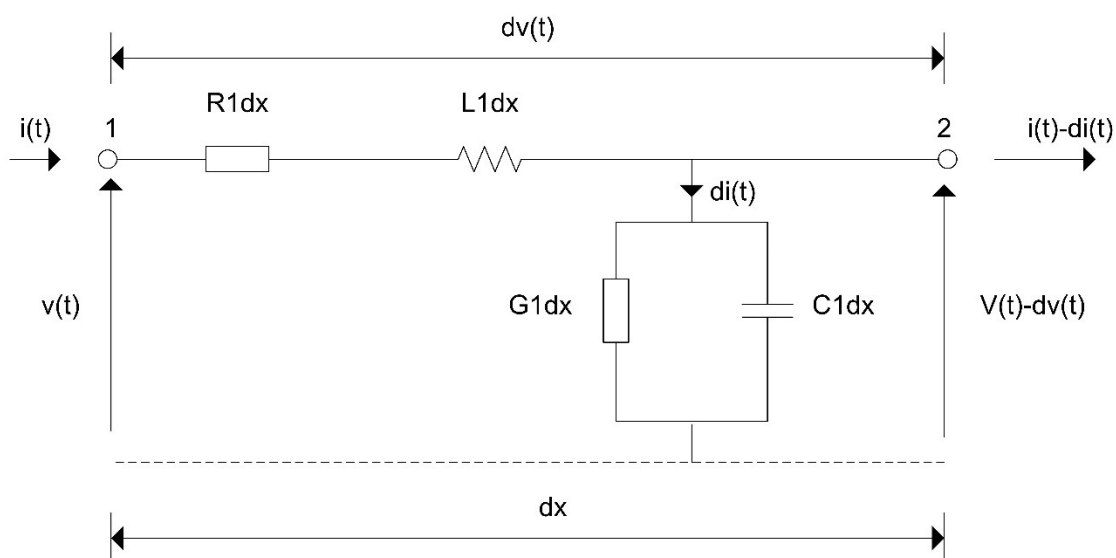 dv(t)
R1dx
L1dx
i(t)
1
2
i(t)-di(t)
di(t)
v(t)
G1dx
C1dx
V(t)-dv(t)
dx